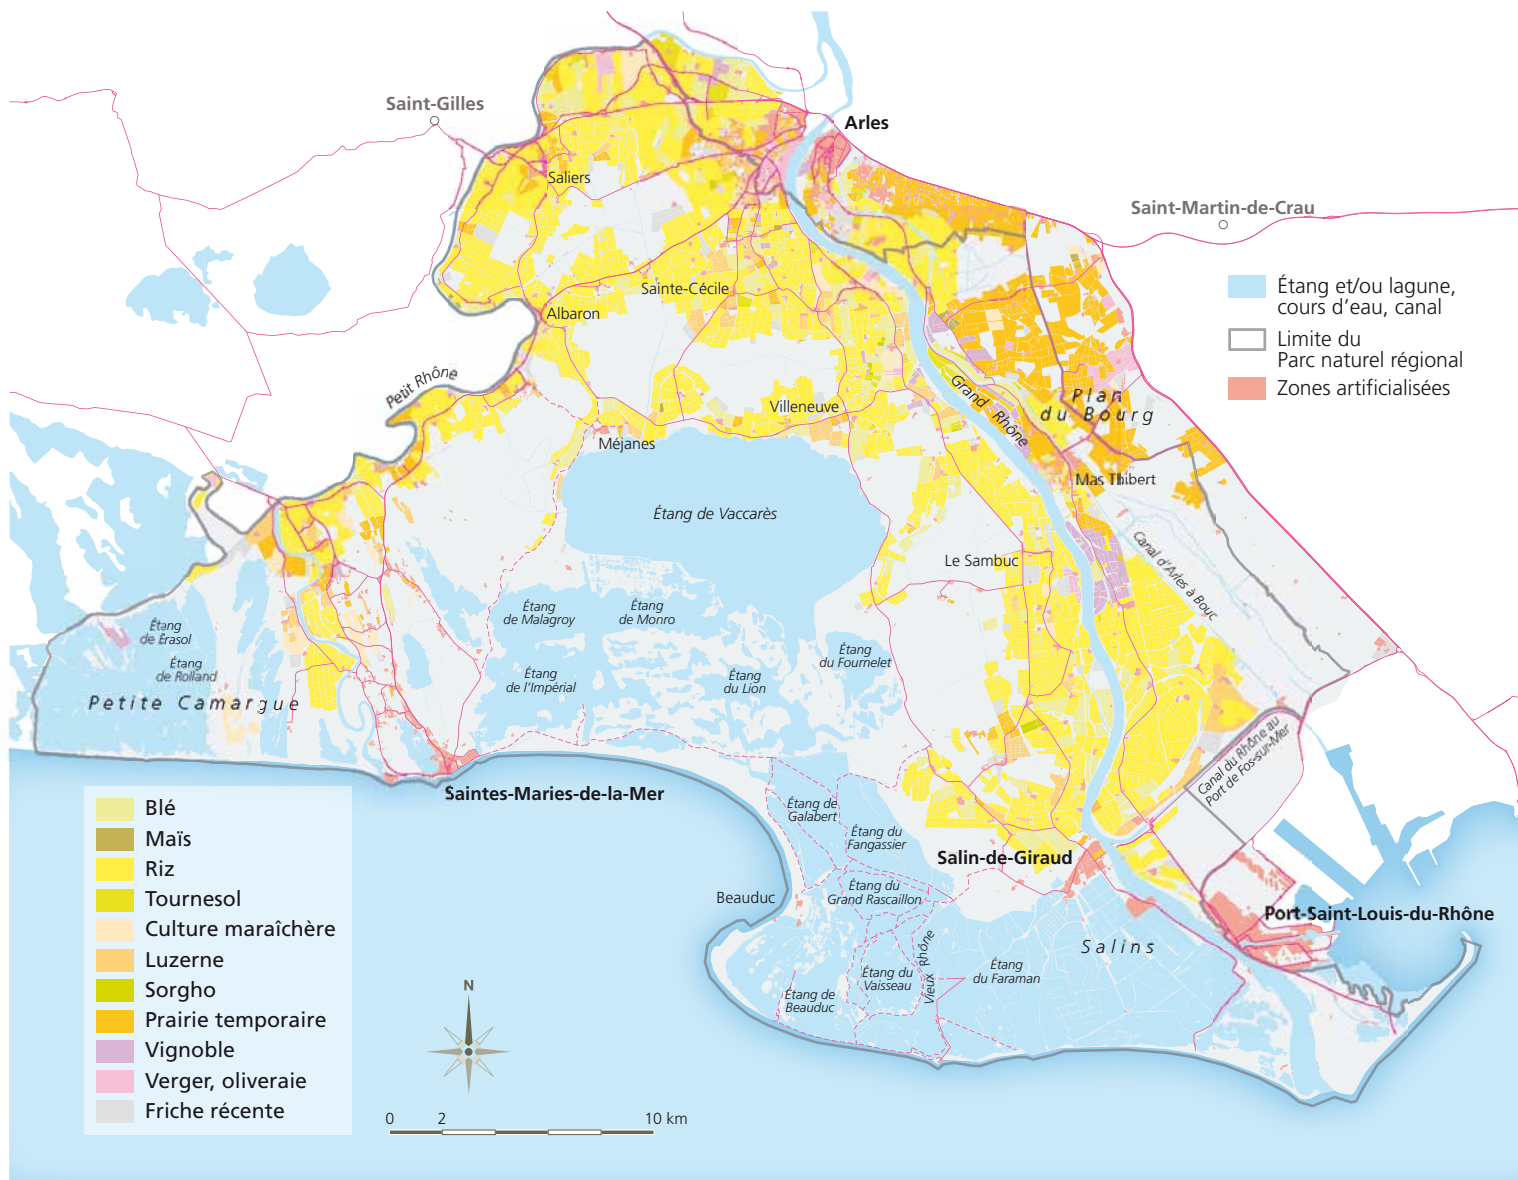 Saint-Gilles
Arles
Saliers
Saint-Martin-de-Crau
Sainte-Cécile
Albaron
Étang et/ou lagune,
cours d'eau, canal
Limite du
Parc naturel régional
Zones artificialisées
Petit Rhône
Grand Rhône
Plan
du Bourg
Villeneuve
Méjanes
Mas Thibert
Étang de Vaccarès
Canal d'Arles à Bouc
Le Sambuc
Étang
de Malagroy
Étang
de Monro
Étang
de Érasol
Étang
de Rolland
Étang
du Fournelet
Étang
de l'Impérial
Étang
du Lion
Petite Camargue
Canal du Rhône au
Port de Fos-sur-Mer
Saintes-Maries-de-la-Mer
Étang de
Galabert
Étang du
Fangassier
Salin-de-Giraud
Étang du
Grand Rascaillon
Beauduc
Port-Saint-Louis-du-Rhône
Vieux Rhône
Salins
Étang du
Vaisseau
Étang
du Faraman
Étang de
Beauduc
Blé
Maïs
Riz
Tournesol
Culture maraîchère
Luzerne
Sorgho
Prairie temporaire
Vignoble
Verger, oliveraie
Friche récente
N
0 2 10 km